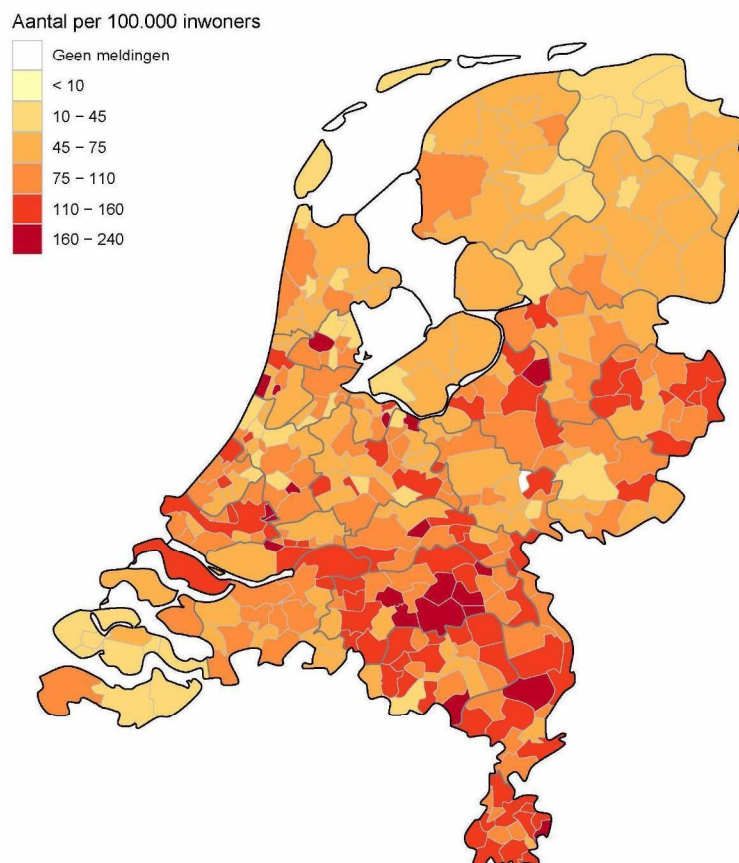 Aantal per 100.000 inwoners
Geen meldingen
< 10
10 − 45
45 − 75
75 − 110
110 − 160
160 − 240